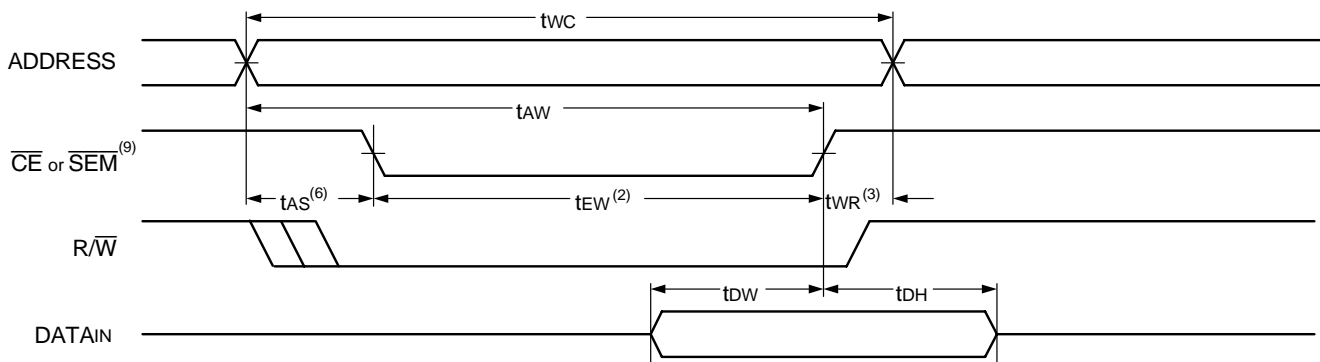 tWC
ADDRESS
tAW
CE or SEM(9)
tAS(6) tEW(2) tWR(3)
R/W
tDW tDH
DATAIN